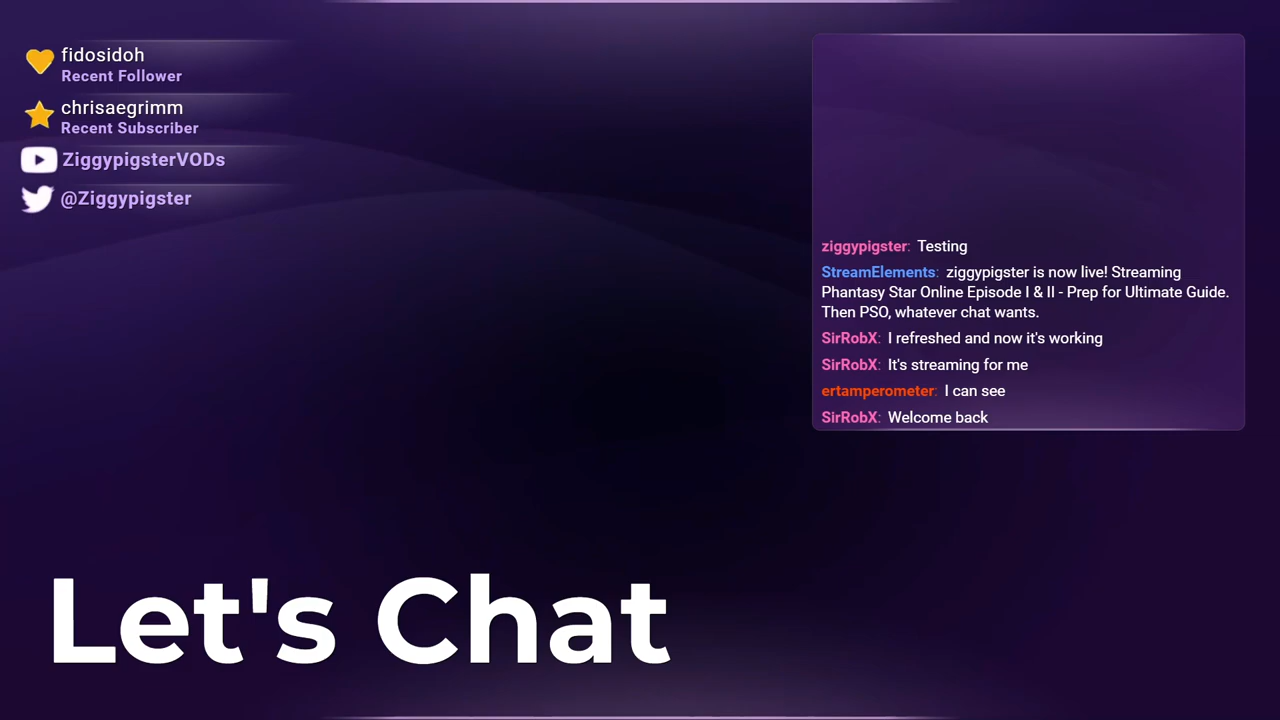 fidosidoh
Recent Follower
chrisaegrimm
Recent Subscriber
ZiggypigsterVODs
@Ziggypigster
ziggypigster: Testing
StreamElements: ziggypigster is now live! Streaming
Phantasy Star Online Episode I & II - Prep for Ultimate Guide.
Then PSO, whatever chat wants.
SirRobX: I refreshed and now it's working
SirRobX: It's streaming for me
ertamperometer: I can see
SirRobX: Welcome back
Let's Chat